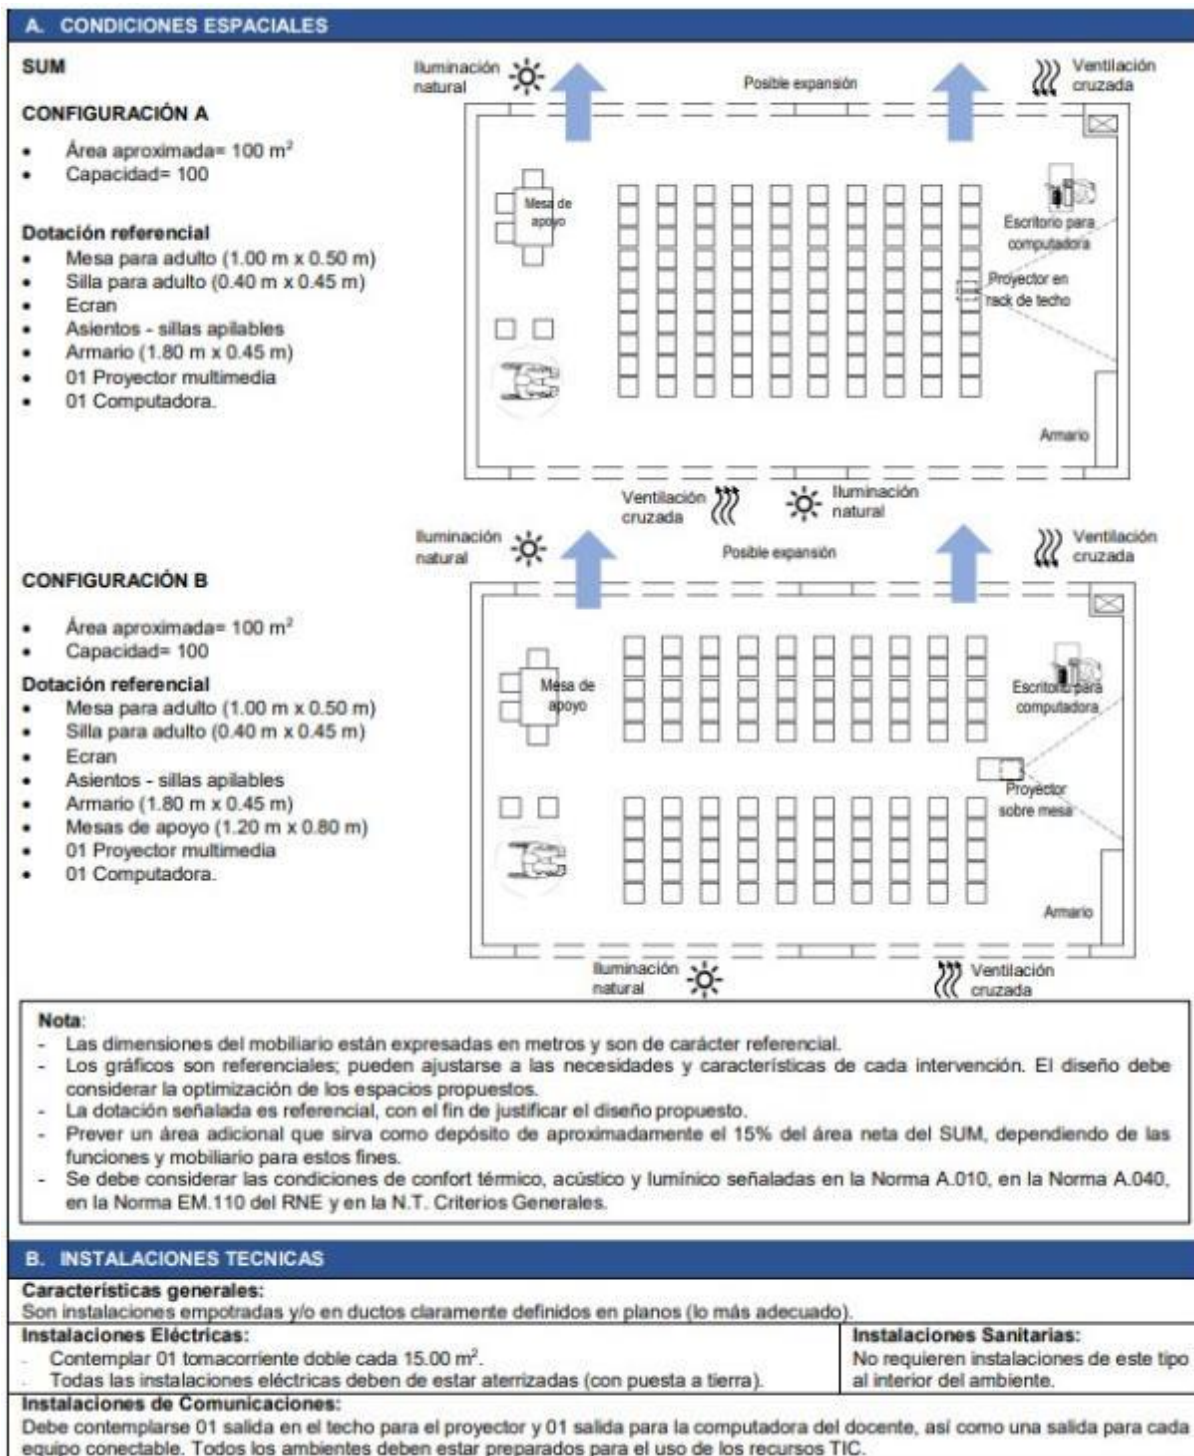 A. CONDICIONES ESPACIALES
SUM
CONFIGURACIÓN A
• Área aproximada= 100 m²
• Capacidad= 100
Dotación referencial
• Mesa para adulto (1.00 m x 0.50 m)
• Silla para adulto (0.40 m x 0.45 m)
• Ecran
• Asientos - sillas apilables
• Armario (1.80 m x 0.45 m)
• 01 Proyector multimedia
• 01 Computadora.
Iluminación
natural
Posible expansión
Ventilación
cruzada
Mesa de
apoyo
Escritorio para
computadora
Proyector en
rack de techo
Armario
Ventilación
cruzada
Iluminación
natural
CONFIGURACIÓN B
• Área aproximada= 100 m²
• Capacidad= 100
Dotación referencial
• Mesa para adulto (1.00 m x 0.50 m)
• Silla para adulto (0.40 m x 0.45 m)
• Ecran
• Asientos - sillas apilables
• Armario (1.80 m x 0.45 m)
• Mesas de apoyo (1.20 m x 0.80 m)
• 01 Proyector multimedia
• 01 Computadora.
Iluminación
natural
Posible expansión
Ventilación
cruzada
Mesa de
apoyo
Escritorio para
computadora
Proyector
sobre mesa
Armario
Iluminación
natural
Ventilación
cruzada
Nota:
- Las dimensiones del mobiliario están expresadas en metros y son de carácter referencial.
- Los gráficos son referenciales; pueden ajustarse a las necesidades y características de cada intervención. El diseño debe
considerar la optimización de los espacios propuestos.
- La dotación señalada es referencial, con el fin de justificar el diseño propuesto.
- Prever un área adicional que sirva como depósito de aproximadamente el 15% del área neta del SUM, dependiendo de las
funciones y mobiliario para estos fines.
- Se debe considerar las condiciones de confort térmico, acústico y lumínico señaladas en la Norma A.010, en la Norma A.040,
en la Norma EM.110 del RNE y en la N.T. Criterios Generales.
B. INSTALACIONES TECNICAS
Características generales:
Son instalaciones empotradas y/o en ductos claramente definidos en planos (lo más adecuado).
Instalaciones Eléctricas:
- Contemplar 01 tomacorriente doble cada 15.00 m².
- Todas las instalaciones eléctricas deben de estar aterrizadas (con puesta a tierra).
Instalaciones Sanitarias:
No requieren instalaciones de este tipo
al interior del ambiente.
Instalaciones de Comunicaciones:
Debe contemplarse 01 salida en el techo para el proyector y 01 salida para la computadora del docente, así como una salida para cada
equipo conectable. Todos los ambientes deben estar preparados para el uso de los recursos TIC.